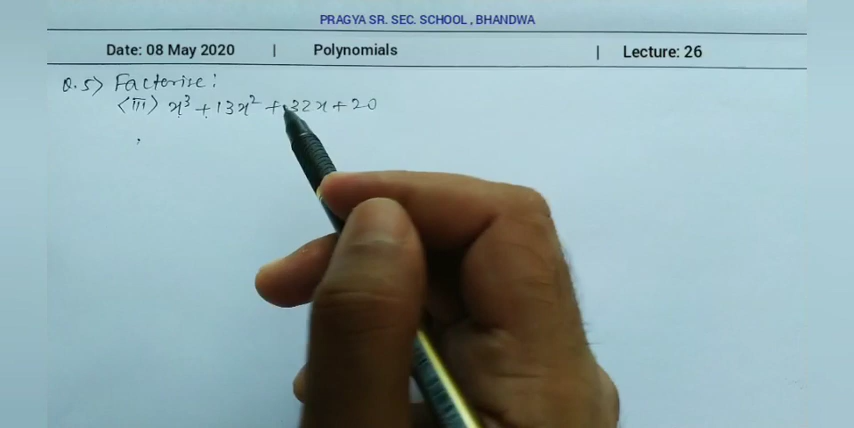 PRAGYA SR. SEC. SCHOOL , BHANDWA
Date: 08 May 2020 | Polynomials | Lecture: 26
Q.5) Factorise:
(III) x³ + 13x² + 32x + 20